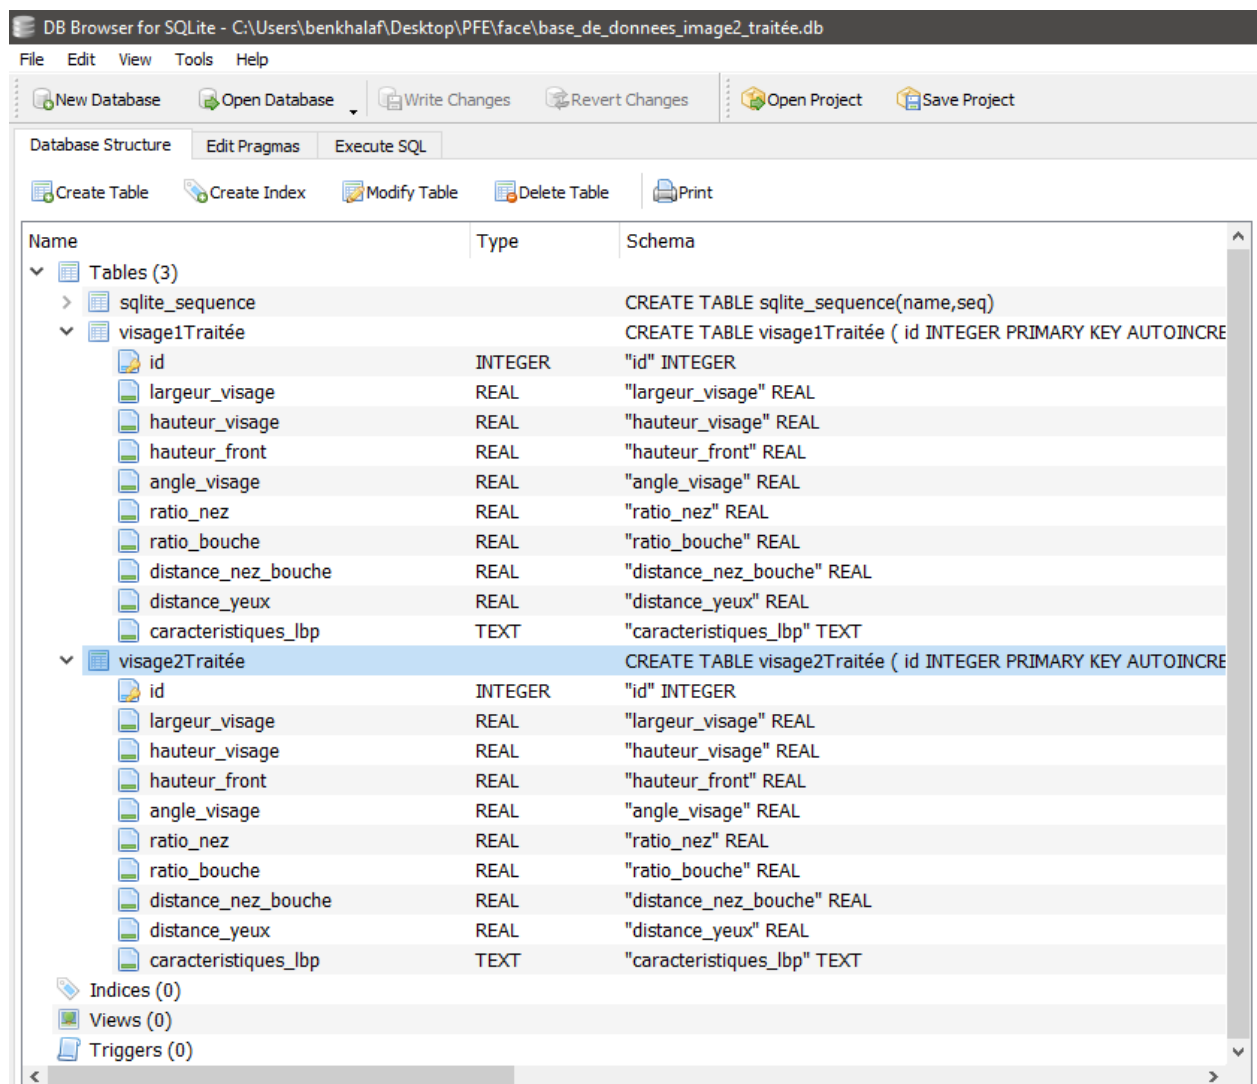 DB Browser for SQLite - C:\Users\benkhalaf\Desktop\PFE\face\base_de_donnees_image2_traitée.db
File Edit View Tools Help
New Database Open Database Write Changes Revert Changes Open Project Save Project
Database Structure Edit Pragmas Execute SQL
Create Table Create Index Modify Table Delete Table Print
Name Type Schema
Tables (3)
sqlite_sequence CREATE TABLE sqlite_sequence(name,seq)
visage1Traitée CREATE TABLE visage1Traitée ( id INTEGER PRIMARY KEY AUTOINCRE
id INTEGER "id" INTEGER
largeur_visage REAL "largeur_visage" REAL
hauteur_visage REAL "hauteur_visage" REAL
hauteur_front REAL "hauteur_front" REAL
angle_visage REAL "angle_visage" REAL
ratio_nez REAL "ratio_nez" REAL
ratio_bouche REAL "ratio_bouche" REAL
distance_nez_bouche REAL "distance_nez_bouche" REAL
distance_yeux REAL "distance_yeux" REAL
caracteristiques_lbp TEXT "caracteristiques_lbp" TEXT
visage2Traitée CREATE TABLE visage2Traitée ( id INTEGER PRIMARY KEY AUTOINCRE
id INTEGER "id" INTEGER
largeur_visage REAL "largeur_visage" REAL
hauteur_visage REAL "hauteur_visage" REAL
hauteur_front REAL "hauteur_front" REAL
angle_visage REAL "angle_visage" REAL
ratio_nez REAL "ratio_nez" REAL
ratio_bouche REAL "ratio_bouche" REAL
distance_nez_bouche REAL "distance_nez_bouche" REAL
distance_yeux REAL "distance_yeux" REAL
caracteristiques_lbp TEXT "caracteristiques_lbp" TEXT
Indices (0)
Views (0)
Triggers (0)